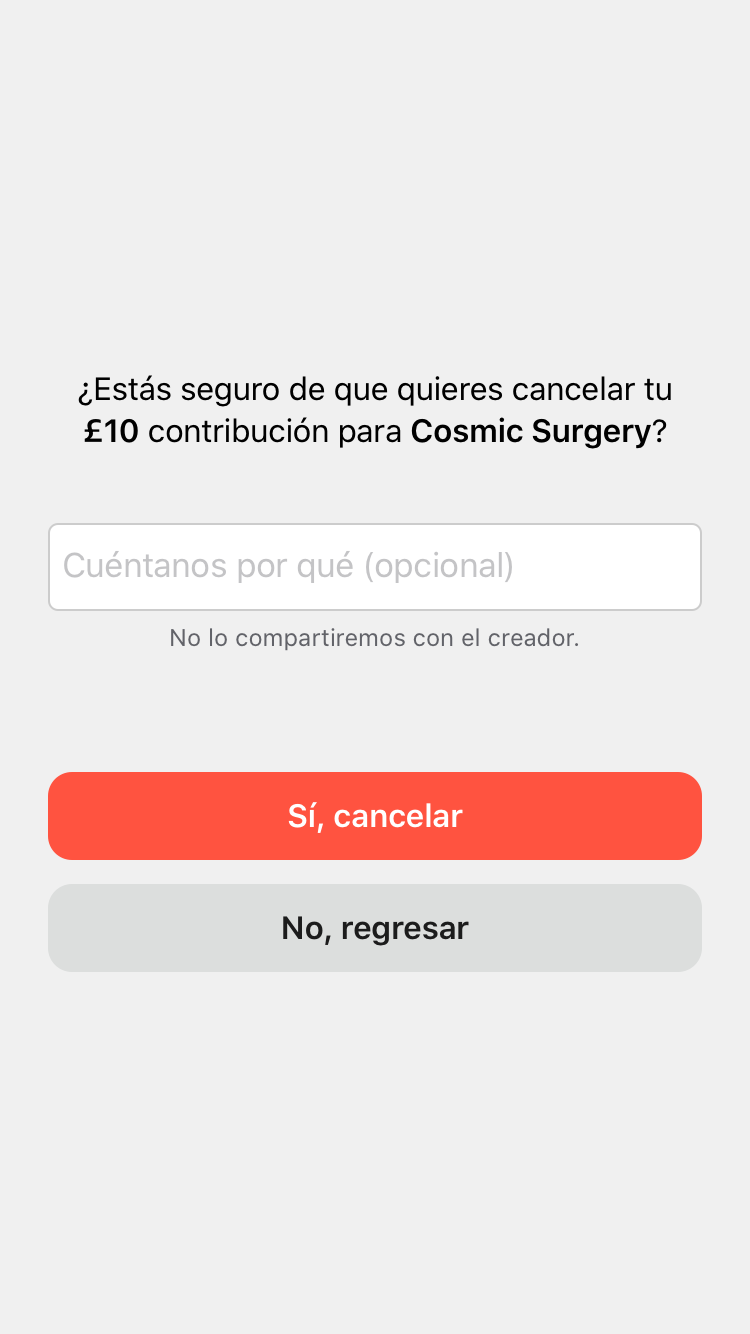 ¿Estás seguro de que quieres cancelar tu
£10 contribución para Cosmic Surgery?
Cuéntanos por qué (opcional)
No lo compartiremos con el creador.
Sí, cancelar
No, regresar